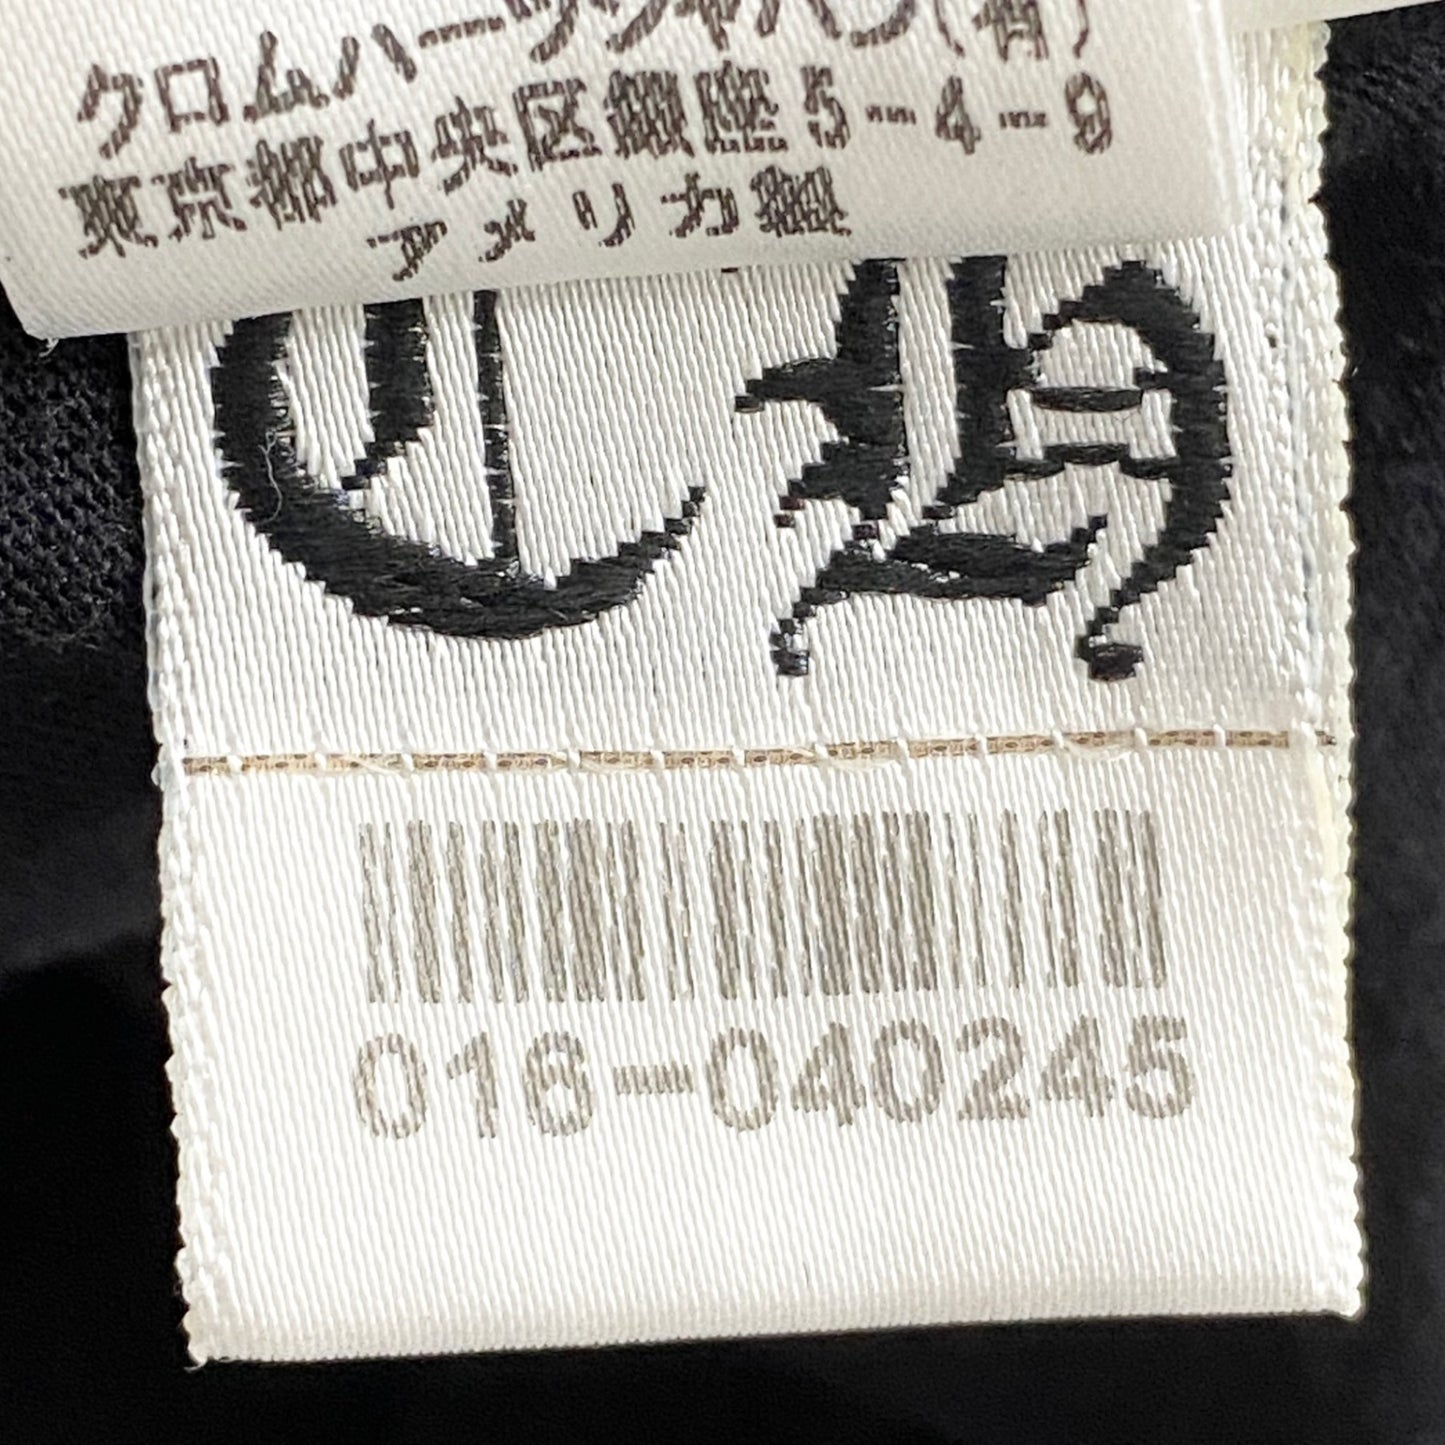 クロムハーツジャパン(有)
東京都中央区銀座5-4-9
アメリカ製
CH
016-040245